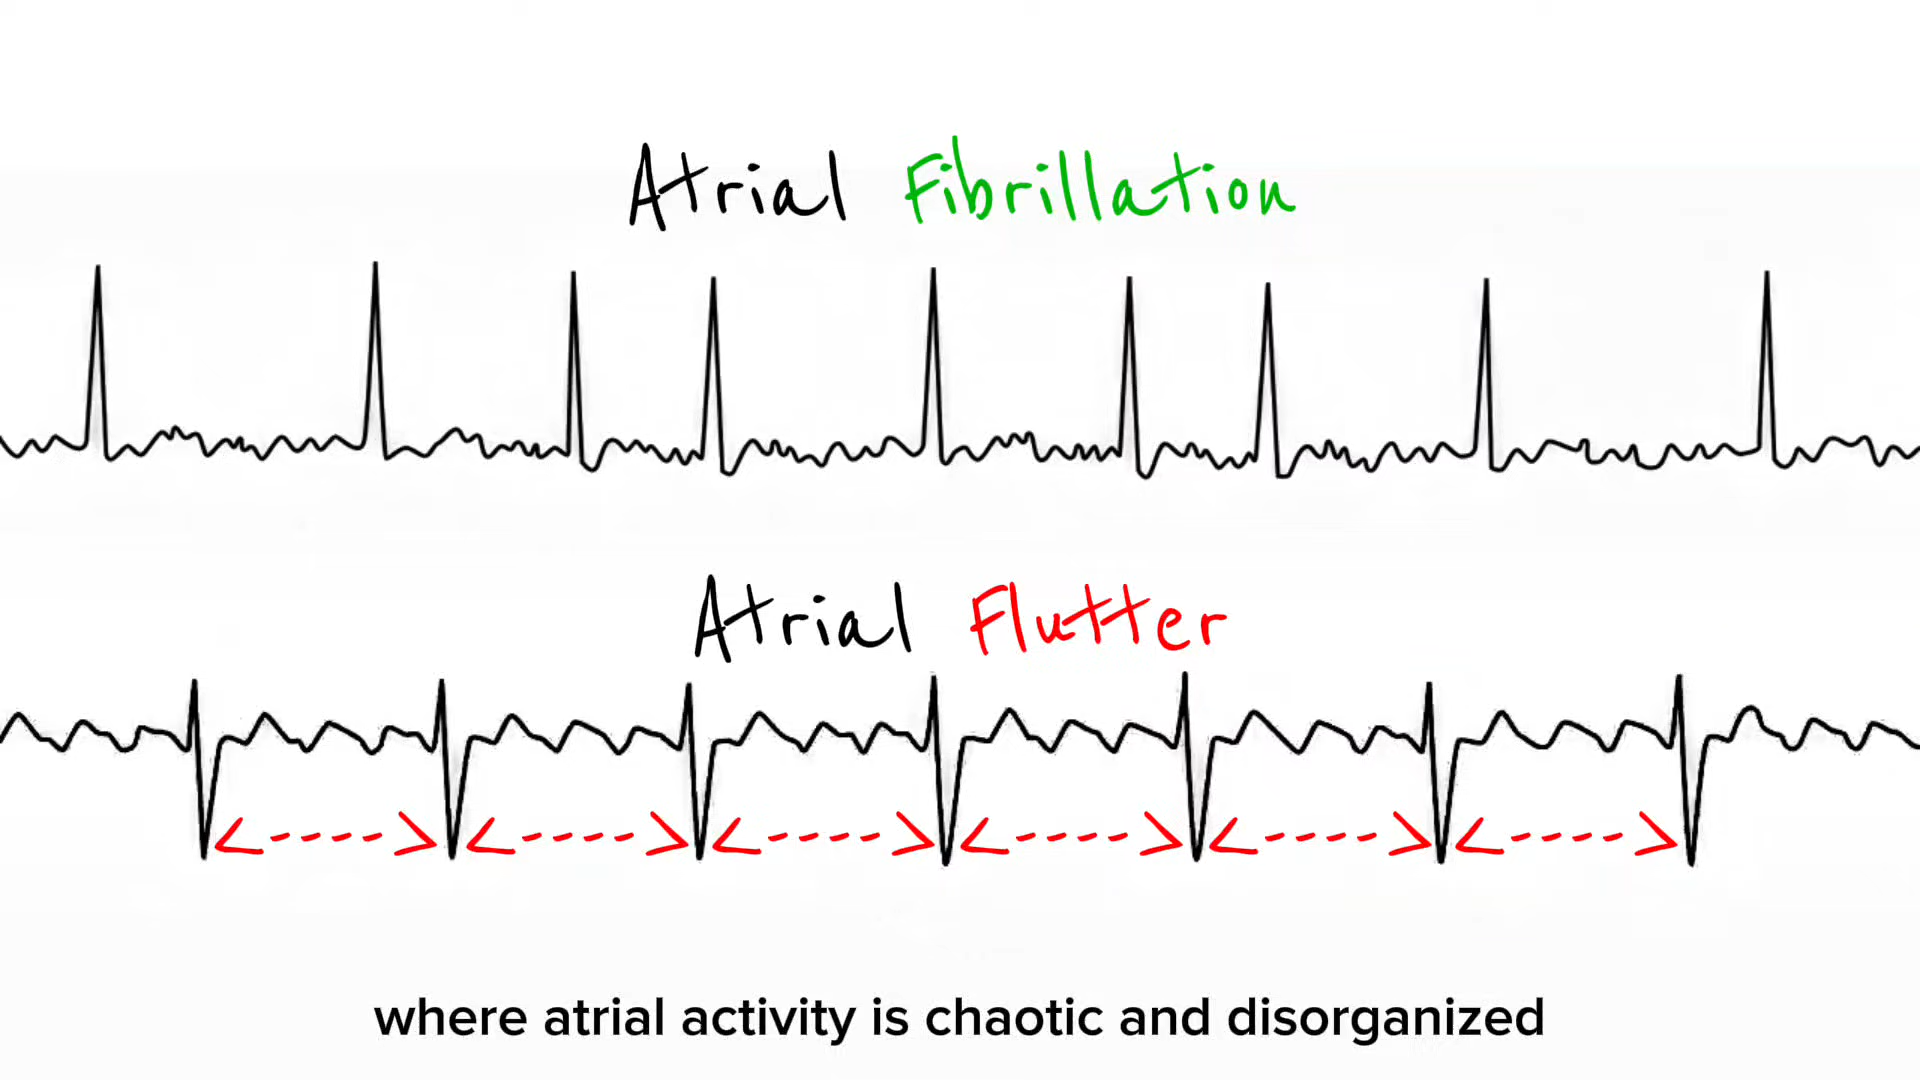 Atrial Fibrillation
Atrial Flutter
where atrial activity is chaotic and disorganized